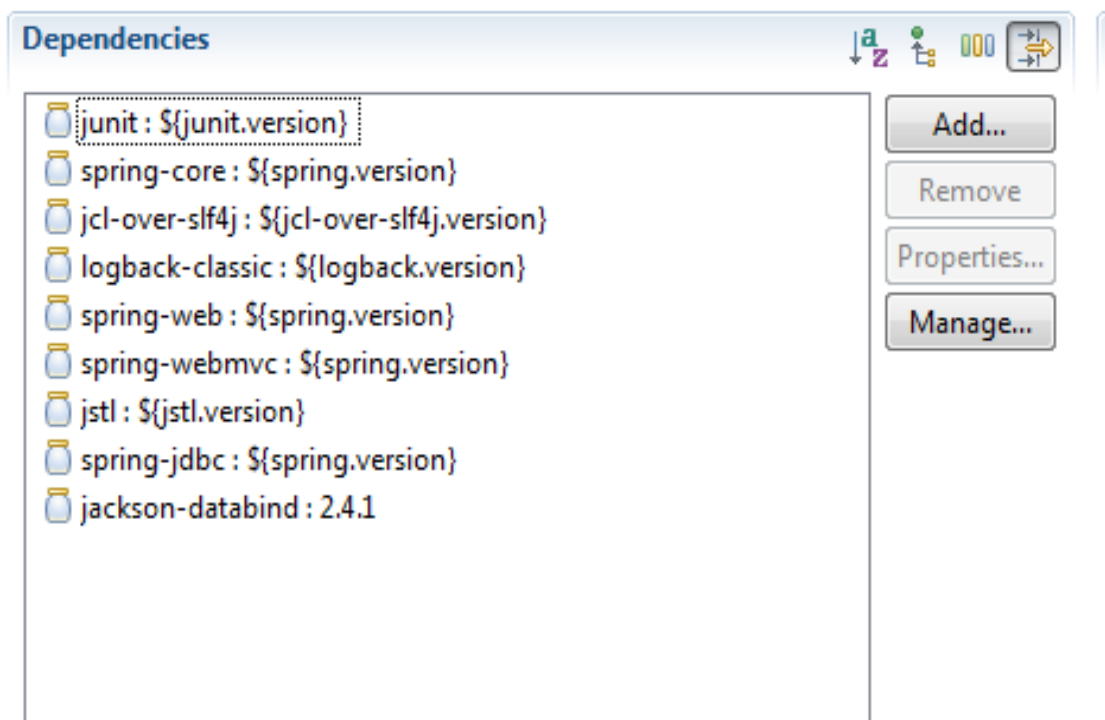 Dependencies
junit : ${junit.version}
spring-core : ${spring.version}
jcl-over-slf4j : ${jcl-over-slf4j.version}
logback-classic : ${logback.version}
spring-web : ${spring.version}
spring-webmvc : ${spring.version}
jstl : ${jstl.version}
spring-jdbc : ${spring.version}
jackson-databind : 2.4.1
Add...
Remove
Properties...
Manage...